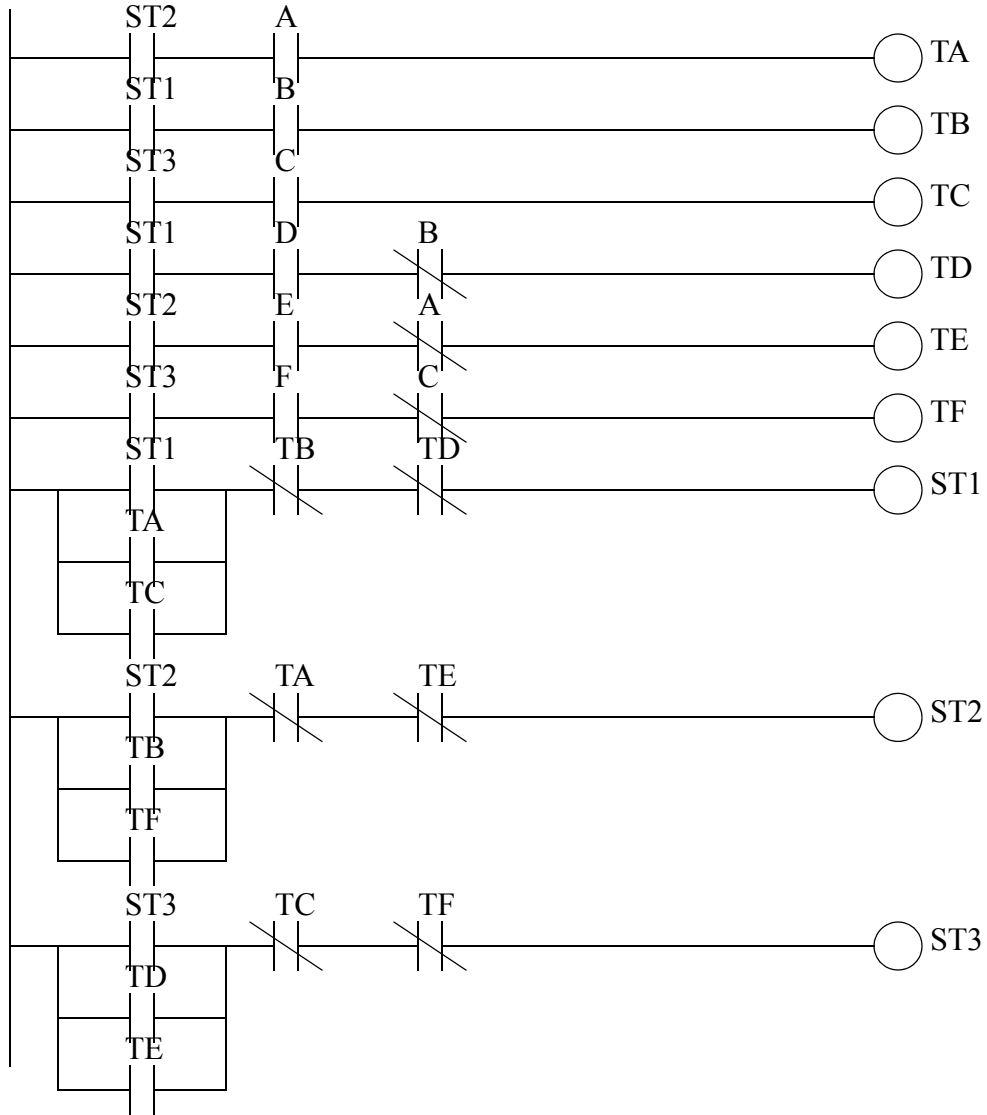 ST2 A
TA
ST1 B
TB
ST3 C
TC
ST1 D B
TD
ST2 E A
TE
ST3 F C
TF
ST1 TB TD
ST1
TA
TC
ST2 TA TE
ST2
TB
TF
ST3 TC TF
ST3
TD
TE